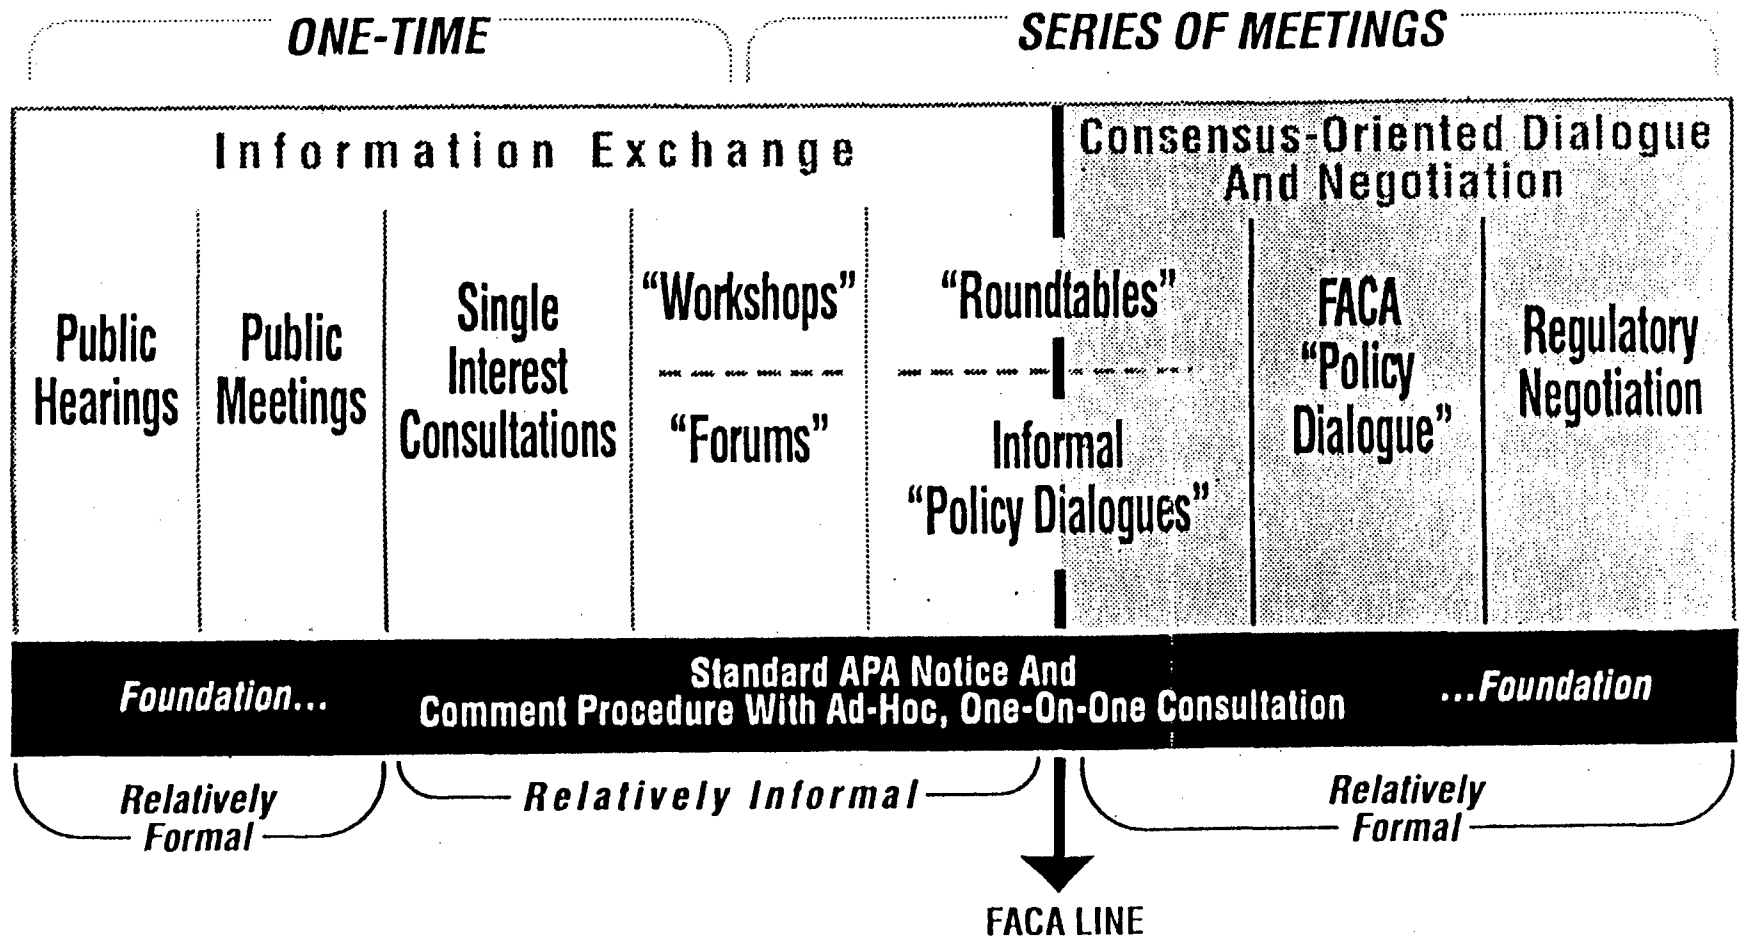 ONE-TIME
SERIES OF MEETINGS
Information Exchange
Consensus-Oriented Dialogue
And Negotiation
Public
Hearings
Public
Meetings
Single
Interest
Consultations
“Workshops”
“Forums”
“Roundtables”
Informal
“Policy Dialogues”
FACA
“Policy
Dialogue”
Regulatory
Negotiation
Foundation...
Standard APA Notice And
Comment Procedure With Ad-Hoc, One-On-One Consultation
...Foundation
Relatively
Formal
Relatively Informal
Relatively
Formal
FACA LINE